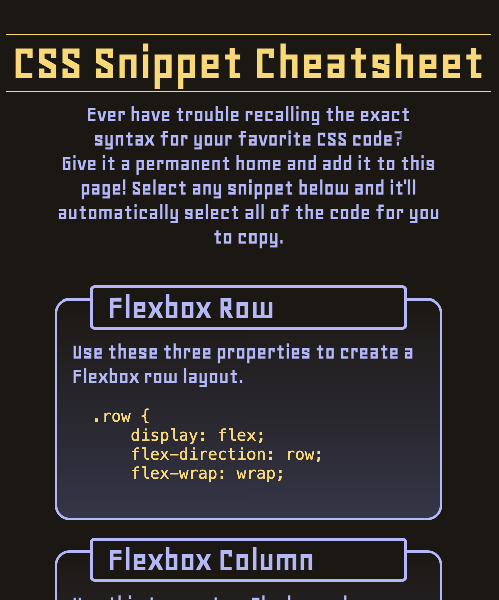 CSS Snippet Cheatsheet
Ever have trouble recalling the exact
syntax for your favorite CSS code?
Give it a permanent home and add it to this
page! Select any snippet below and it'll
automatically select all of the code for you
to copy.
Flexbox Row
Use these three properties to create a
Flexbox row layout.
.row {
display: flex;
flex-direction: row;
flex-wrap: wrap;
Flexbox Column